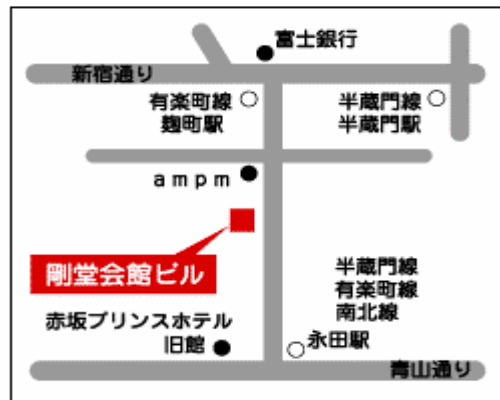 富士銀行
新宿通り
有楽町線
麹町駅
半蔵門線
半蔵門駅
ampm
剛堂会館ビル
半蔵門線
有楽町線
南北線
永田駅
赤坂プリンスホテル
旧館
青山通り